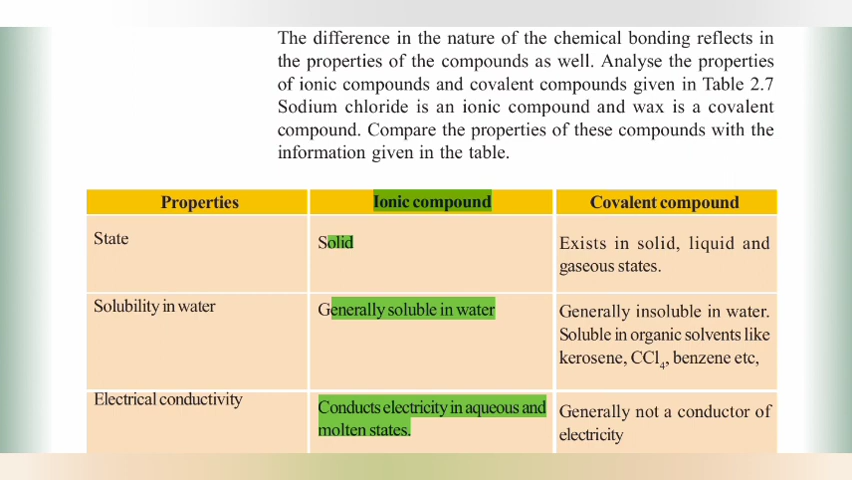 The difference in the nature of the chemical bonding reflects in
the properties of the compounds as well. Analyse the properties
of ionic compounds and covalent compounds given in Table 2.7
Sodium chloride is an ionic compound and wax is a covalent
compound. Compare the properties of these compounds with the
information given in the table.
Properties Ionic compound Covalent compound
State
Solid
Exists in solid, liquid and
gaseous states.
Solubility in water
Generally soluble in water
Generally insoluble in water.
Soluble in organic solvents like
kerosene, CCl₄, benzene etc,
Electrical conductivity
Conducts electricity in aqueous and
molten states.
Generally not a conductor of
electricity